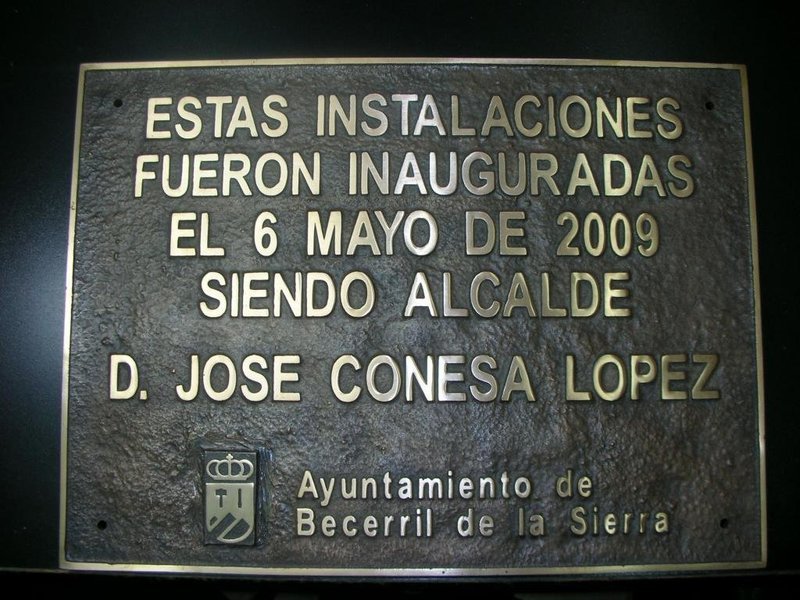 ESTAS INSTALACIONES
FUERON INAUGURADAS
EL 6 MAYO DE 2009
SIENDO ALCALDE
D. JOSE CONESA LOPEZ
Ayuntamiento de
Becerril de la Sierra